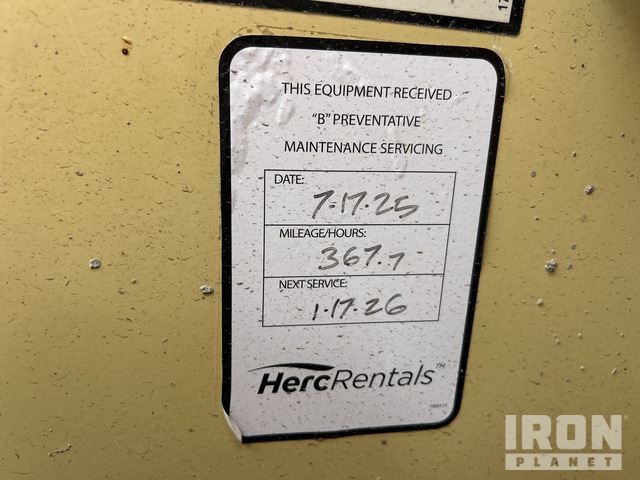 THIS EQUIPMENT RECEIVED
"B" PREVENTATIVE
MAINTENANCE SERVICING
DATE:
7-17-25
MILEAGE/HOURS:
367.7
NEXT SERVICE:
1-17-26
HercRentals™
IRON
PLANET